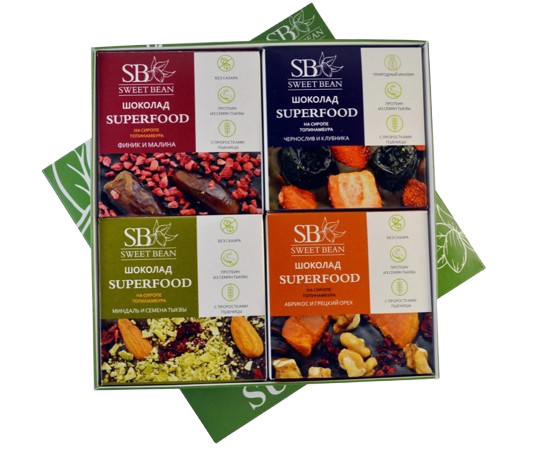 SB
SWEET BEAN
ШОКОЛАД
SUPERFOOD
НА СИРОПЕ
ТОПИНАМБУРА
ФИНИК И МАЛИНА
БЕЗ САХАРА
ПРОТЕИН
ИЗ СЕМЯН ТЫКВЫ
С ПРОРОСТКАМИ
ПШЕНИЦЫ
SB
SWEET BEAN
ШОКОЛАД
SUPERFOOD
НА СИРОПЕ
ТОПИНАМБУРА
ЧЕРНОСЛИВ И КЛУБНИКА
ПРИРОДНЫЙ ИНУЛИН
ПРОТЕИН
ИЗ СЕМЯН ТЫКВЫ
С ПРОРОСТКАМИ
ПШЕНИЦЫ
SB
SWEET BEAN
ШОКОЛАД
SUPERFOOD
НА СИРОПЕ
ТОПИНАМБУРА
МИНДАЛЬ И СЕМЕНА ТЫКВЫ
БЕЗ САХАРА
ПРОТЕИН
ИЗ СЕМЯН ТЫКВЫ
С ПРОРОСТКАМИ
ПШЕНИЦЫ
SB
SWEET BEAN
ШОКОЛАД
SUPERFOOD
НА СИРОПЕ
ТОПИНАМБУРА
АБРИКОС И ГРЕЦКИЙ ОРЕХ
БЕЗ САХАРА
ПРОТЕИН
ИЗ СЕМЯН ТЫКВЫ
С ПРОРОСТКАМИ
ПШЕНИЦЫ